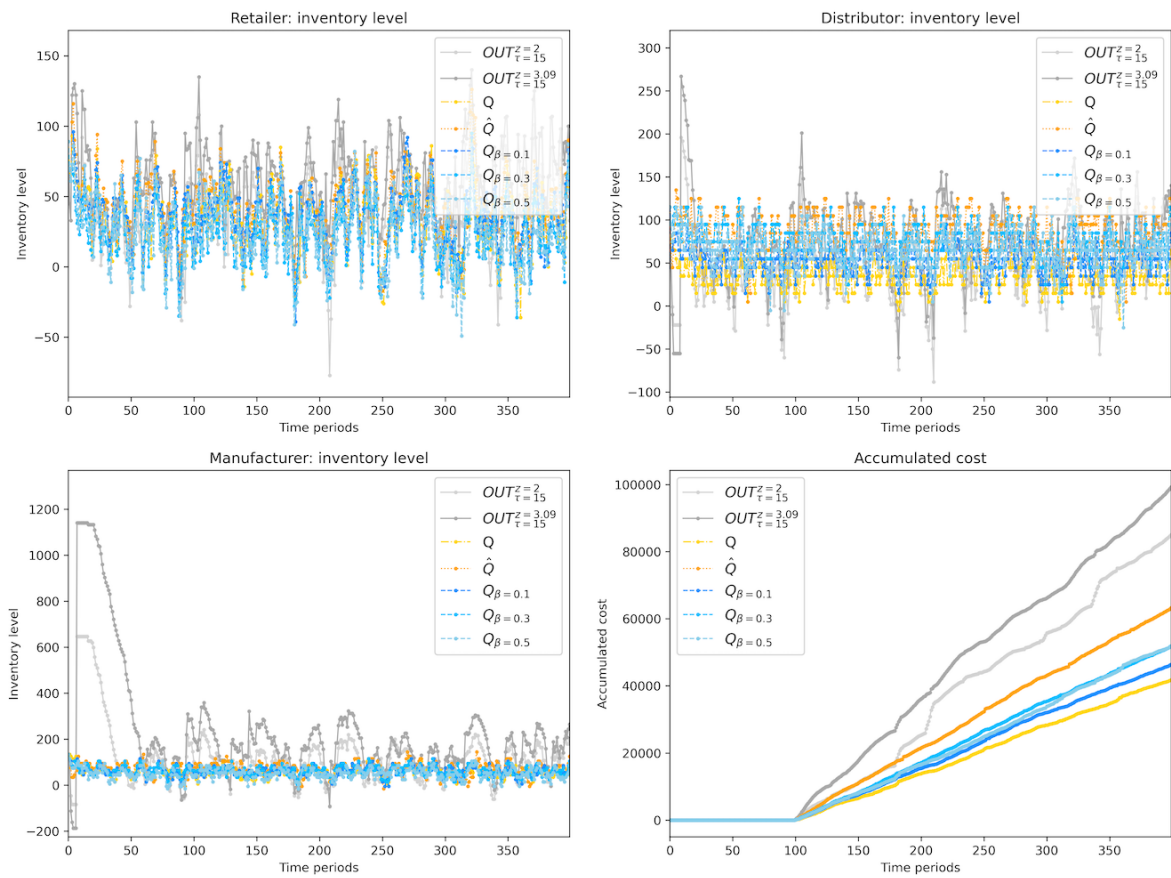 Retailer: inventory level
150
100
50
0
−50
Inventory level
0 50 100 150 200 250 300 350
Time periods
OUT^{z=2}_{τ=15}
OUT^{z=3.09}_{τ=15}
Q
Q̂
Q_{β=0.1}
Q_{β=0.3}
Q_{β=0.5}
Distributor: inventory level
300
250
200
150
100
50
0
−50
−100
Inventory level
0 50 100 150 200 250 300 350
Time periods
OUT^{z=2}_{τ=15}
OUT^{z=3.09}_{τ=15}
Q
Q̂
Q_{β=0.1}
Q_{β=0.3}
Q_{β=0.5}
Manufacturer: inventory level
1200
1000
800
600
400
200
0
−200
Inventory level
0 50 100 150 200 250 300 350
Time periods
OUT^{z=2}_{τ=15}
OUT^{z=3.09}_{τ=15}
Q
Q̂
Q_{β=0.1}
Q_{β=0.3}
Q_{β=0.5}
Accumulated cost
100000
80000
60000
40000
20000
0
Accumulated cost
0 50 100 150 200 250 300 350
Time periods
OUT^{z=2}_{τ=15}
OUT^{z=3.09}_{τ=15}
Q
Q̂
Q_{β=0.1}
Q_{β=0.3}
Q_{β=0.5}